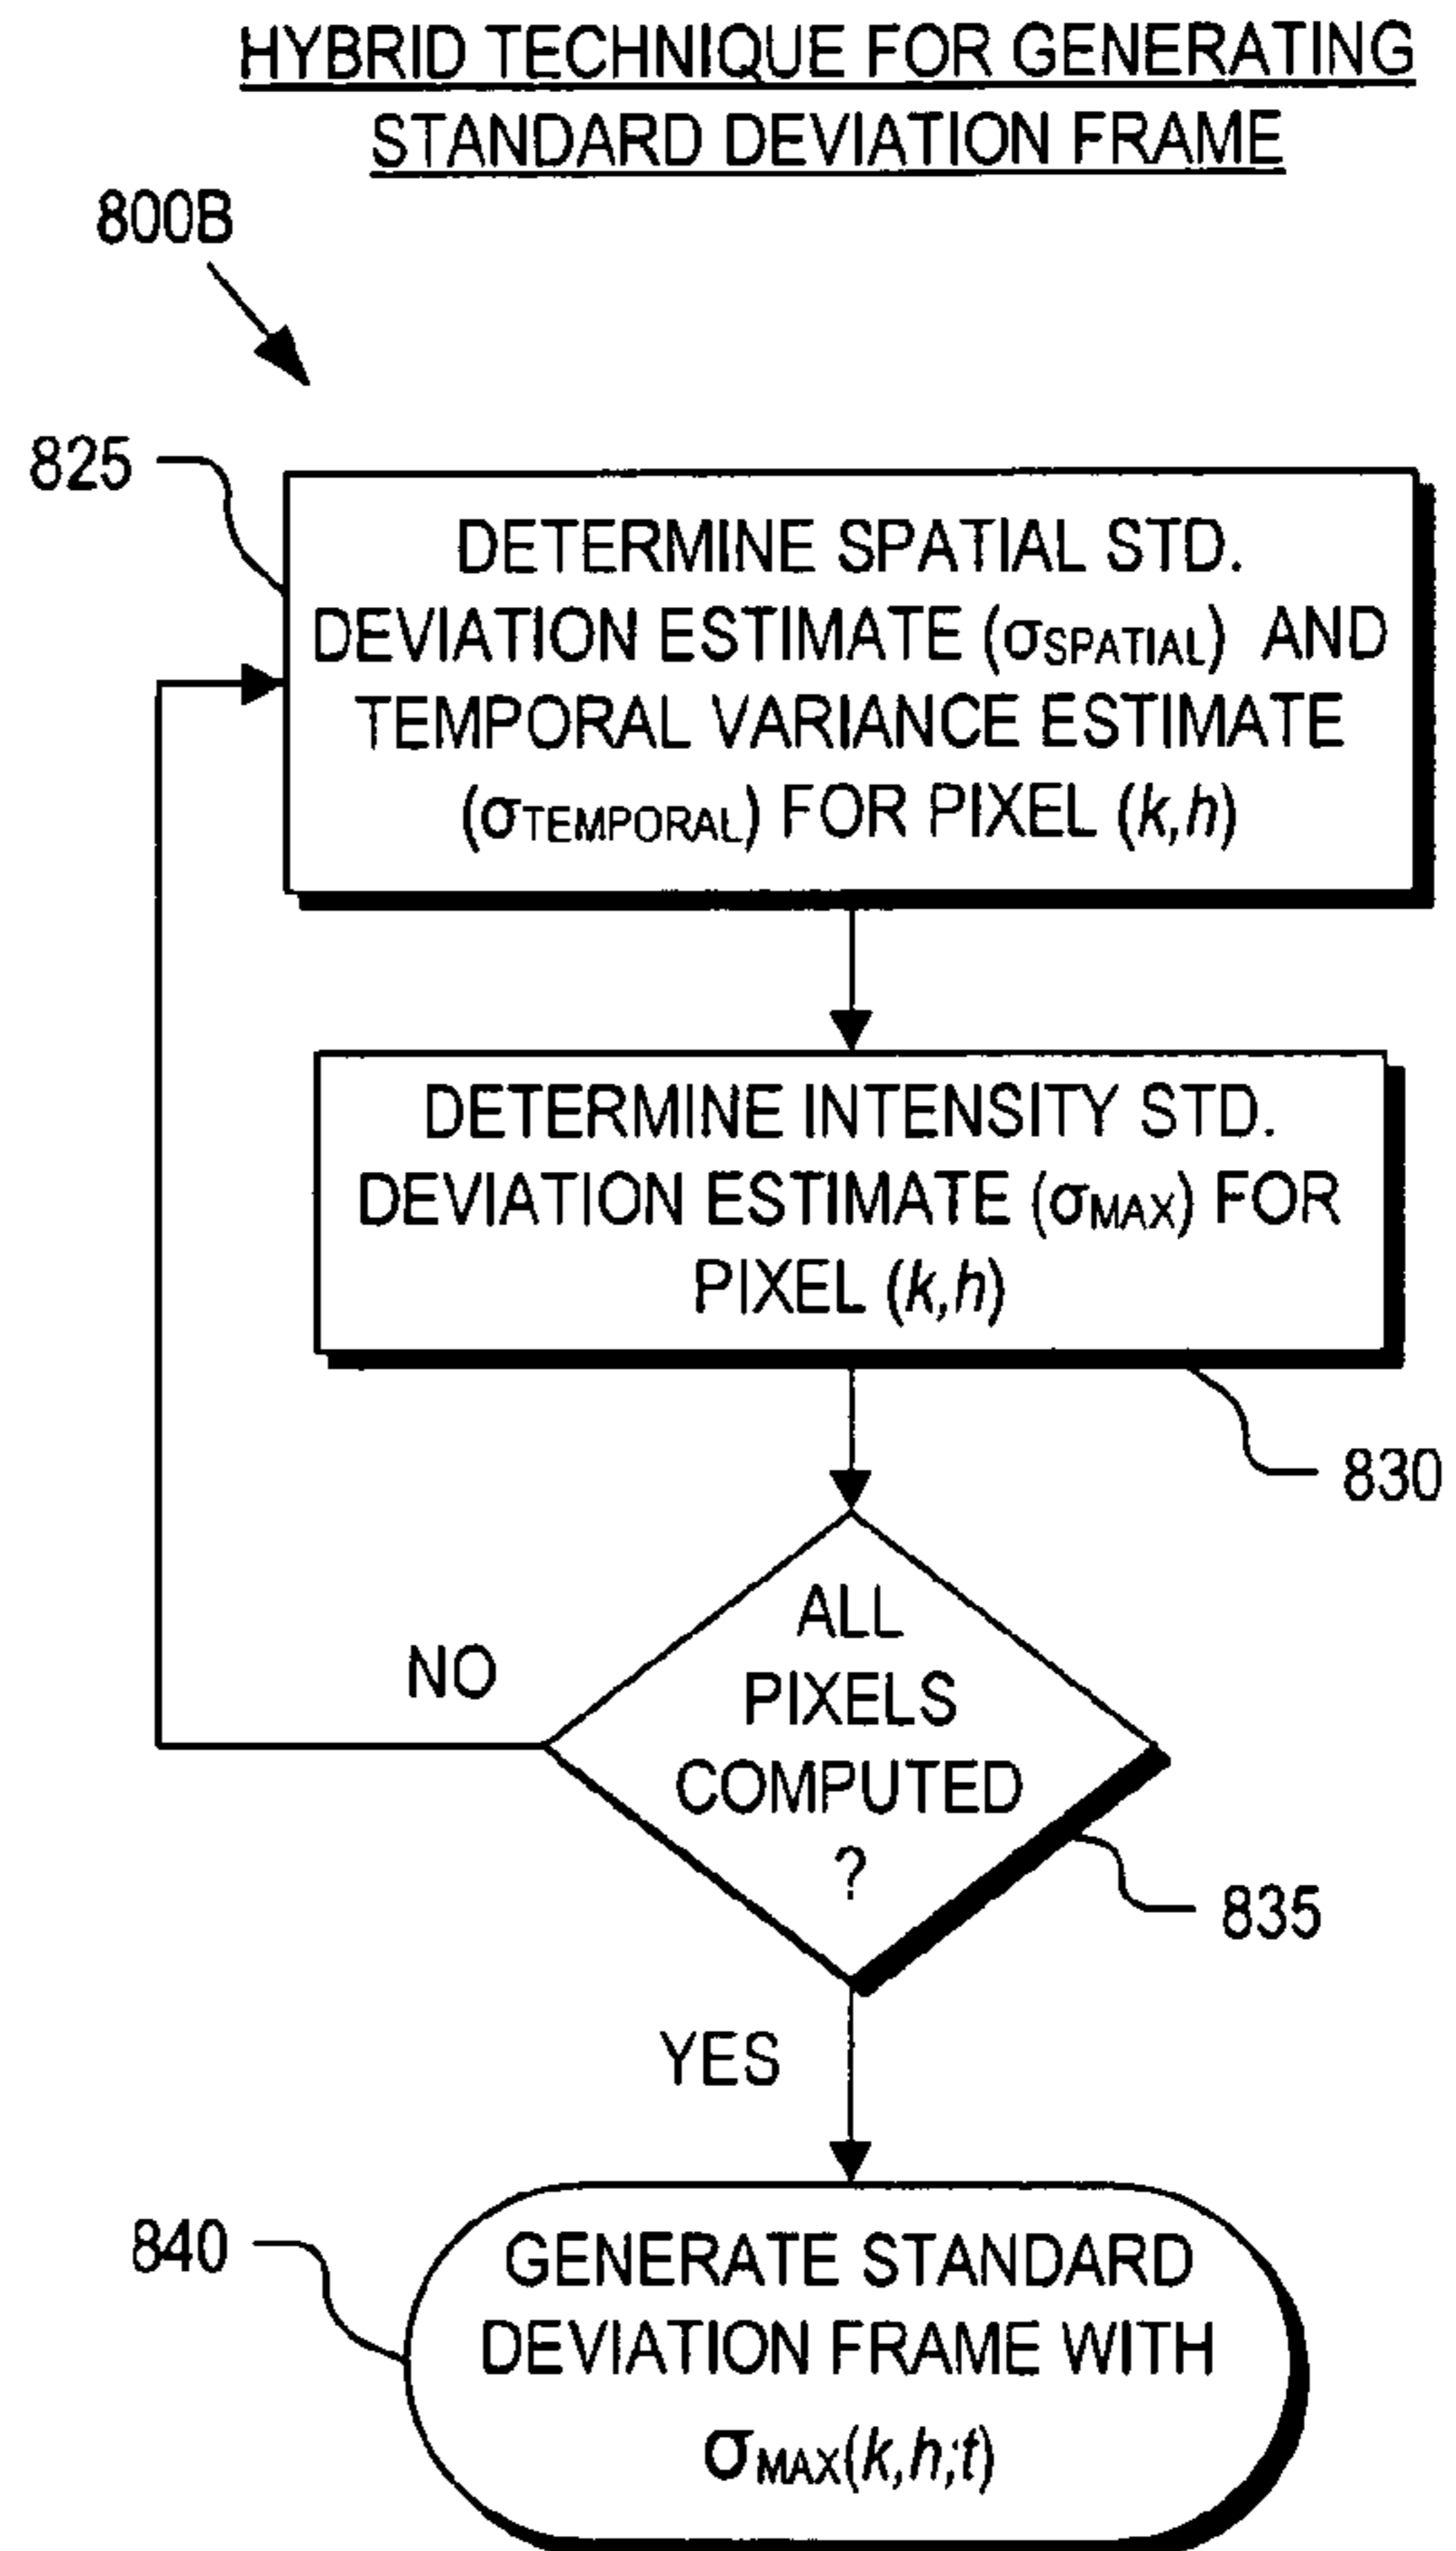 HYBRID TECHNIQUE FOR GENERATING
STANDARD DEVIATION FRAME
800B
825
DETERMINE SPATIAL STD.
DEVIATION ESTIMATE (σSPATIAL) AND
TEMPORAL VARIANCE ESTIMATE
(σTEMPORAL) FOR PIXEL (k,h)
DETERMINE INTENSITY STD.
DEVIATION ESTIMATE (σMAX) FOR
PIXEL (k,h)
830
ALL
PIXELS
COMPUTED
?
NO
835
YES
840
GENERATE STANDARD
DEVIATION FRAME WITH
σMAX(k,h;t)